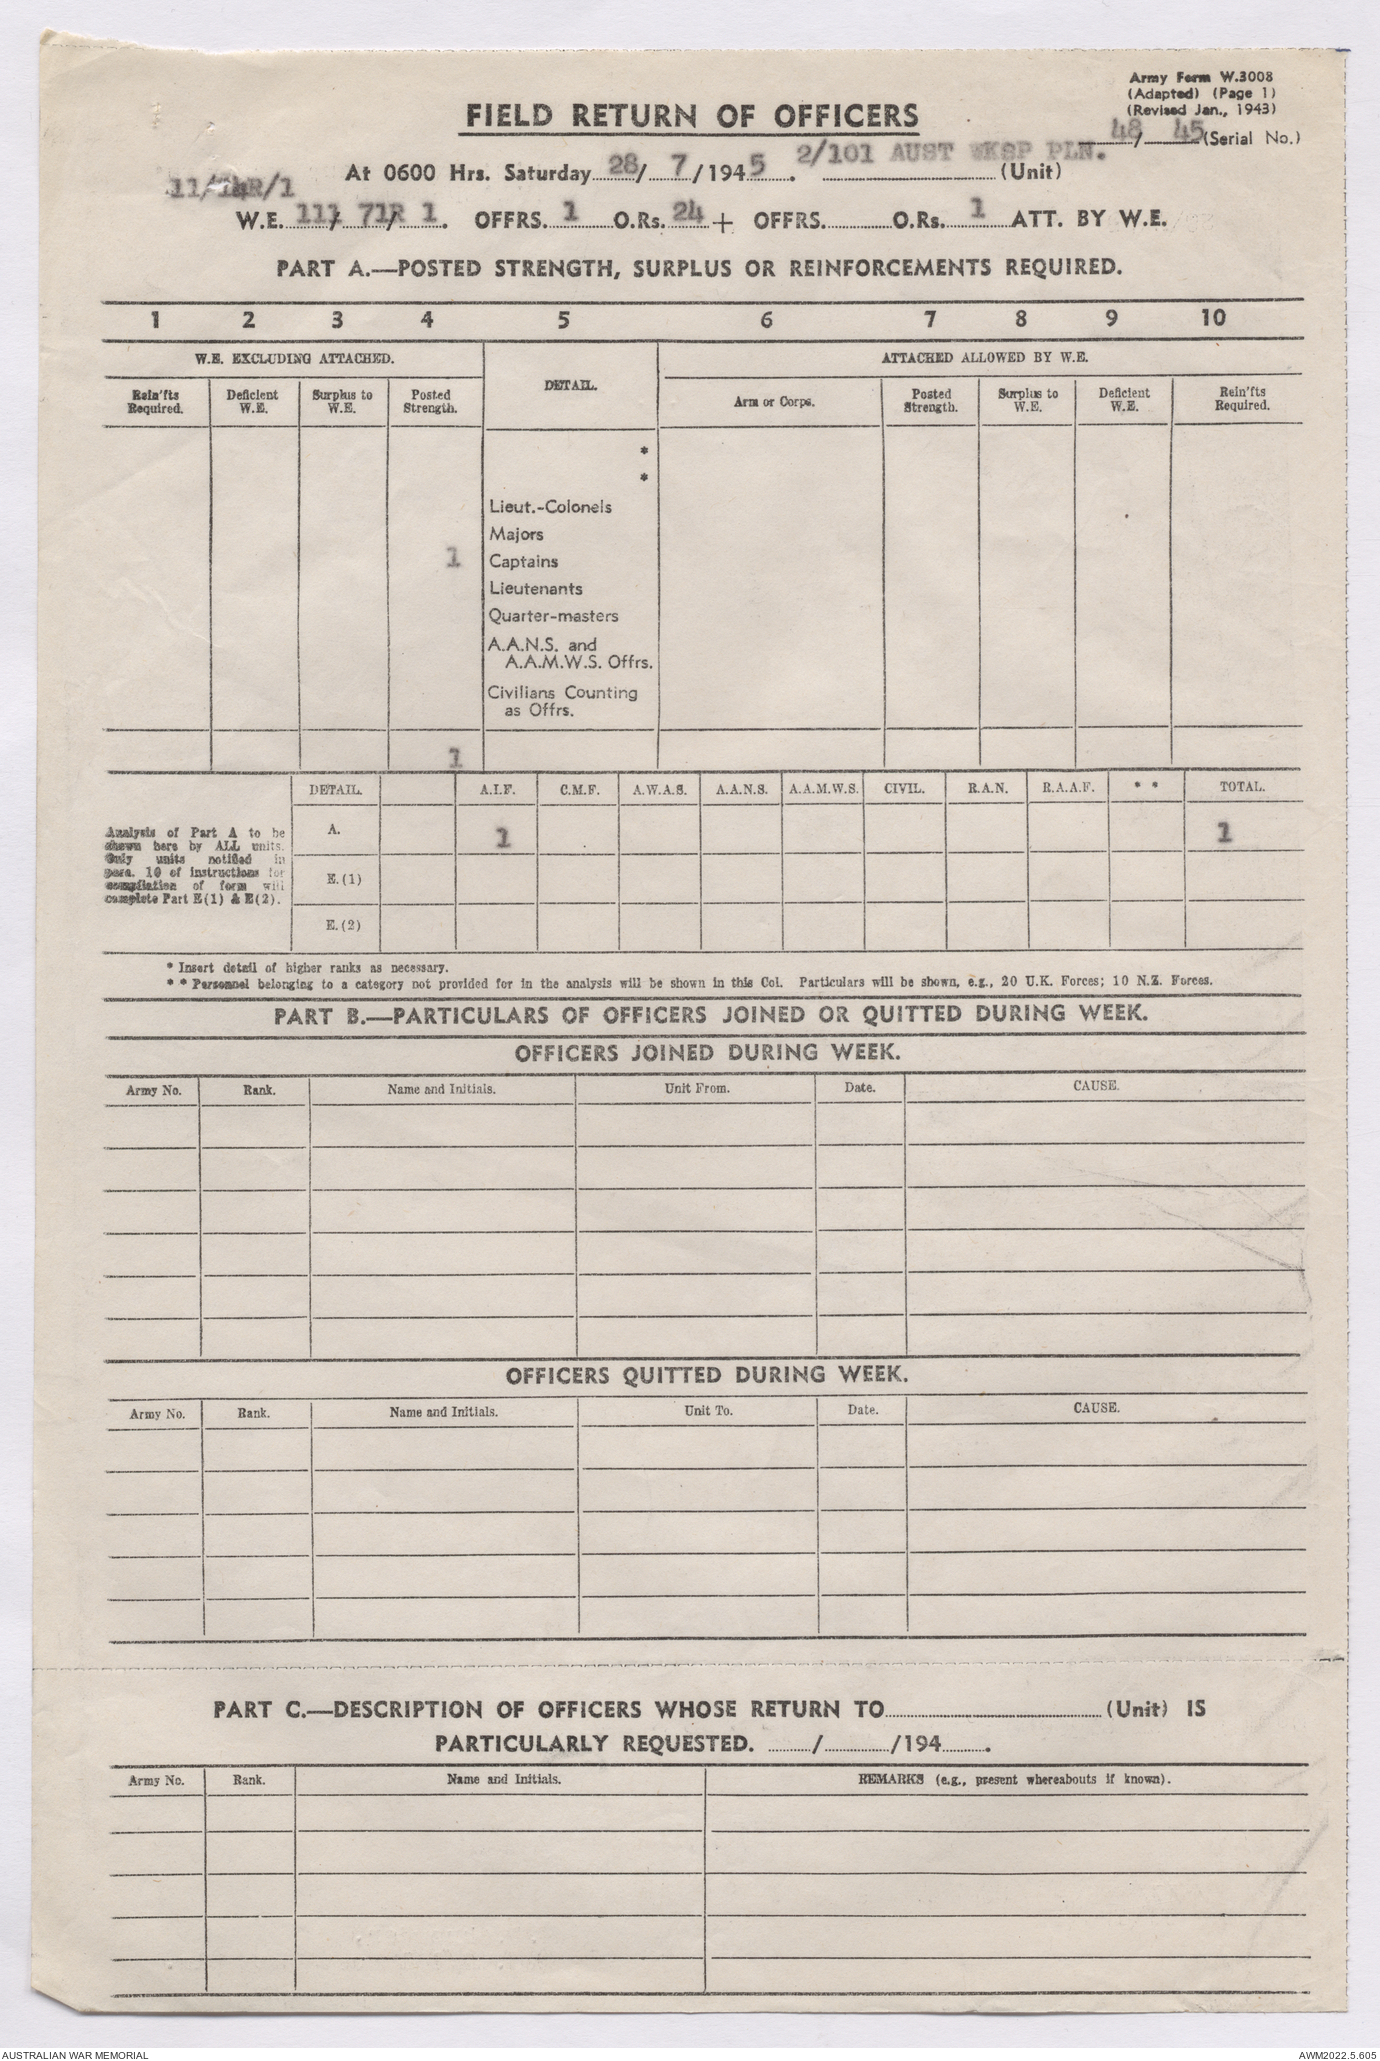 Army Form W.3008
(Adapted) (Page 1)
(Revised Jan., 1943)
FIELD RETURN OF OFFICERS
48/ 45 (Serial No.)
At 0600 Hrs. Saturday 28/ 7 /1945. 2/101 AUST WKSP PLN. (Unit)
W.E. 111/ 71R 1. OFFRS. 1 O.Rs. 24 + OFFRS. O.Rs. 1 ATT. BY W.E.
PART A.—POSTED STRENGTH, SURPLUS OR REINFORCEMENTS REQUIRED.
1 2 3 4 5 6 7 8 9 10
W.E. EXCLUDING ATTACHED. DETAIL. ATTACHED ALLOWED BY W.E.
Rein'fts Required. Deficient W.E. Surplus to W.E. Posted Strength. Arm or Corps. Posted Strength. Surplus to W.E. Deficient W.E. Rein'fts Required.
*
*
Lieut.-Colonels
Majors
1 Captains
Lieutenants
Quarter-masters
A.A.N.S. and
A.A.M.W.S. Offrs.
Civilians Counting
as Offrs.
1
DETAIL. A.I.F. C.M.F. A.W.A.S. A.A.N.S. A.A.M.W.S. CIVIL. R.A.N. R.A.A.F. * * TOTAL.
Analysis of Part A to be
shown here by ALL units.
Only units notified in
para. 10 of instructions for
compilation of form will
complete Part E(1) & E(2).
A. 1 1
E.(1)
E.(2)
* Insert detail of higher ranks as necessary.
* * Personnel belonging to a category not provided for in the analysis will be shown in this Col. Particulars will be shown, e.g., 20 U.K. Forces; 10 N.Z. Forces.
PART B.—PARTICULARS OF OFFICERS JOINED OR QUITTED DURING WEEK.
OFFICERS JOINED DURING WEEK.
Army No. Rank. Name and Initials. Unit From. Date. CAUSE.
OFFICERS QUITTED DURING WEEK.
Army No. Rank. Name and Initials. Unit To. Date. CAUSE.
PART C.—DESCRIPTION OF OFFICERS WHOSE RETURN TO (Unit) IS
PARTICULARLY REQUESTED. / /194 .
Army No. Rank. Name and Initials. REMARKS (e.g., present whereabouts if known).
AUSTRALIAN WAR MEMORIAL AWM2022.5.605